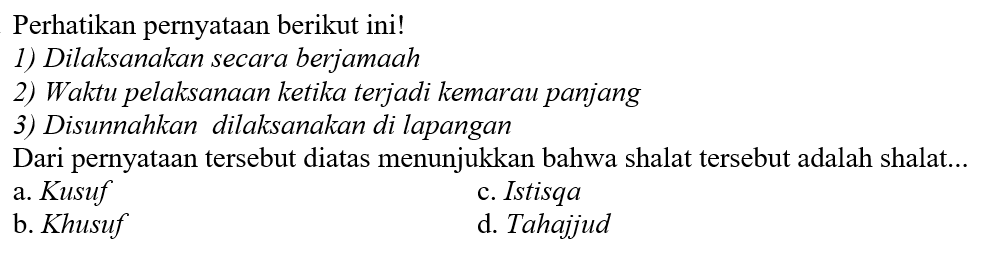 Perhatikan pernyataan berikut ini!
1) Dilaksanakan secara berjamaah
2) Waktu pelaksanaan ketika terjadi kemarau panjang
3) Disunnahkan dilaksanakan di lapangan
Dari pernyataan tersebut diatas menunjukkan bahwa shalat tersebut adalah shalat...
a. Kusuf c. Istisqa
b. Khusuf d. Tahajjud